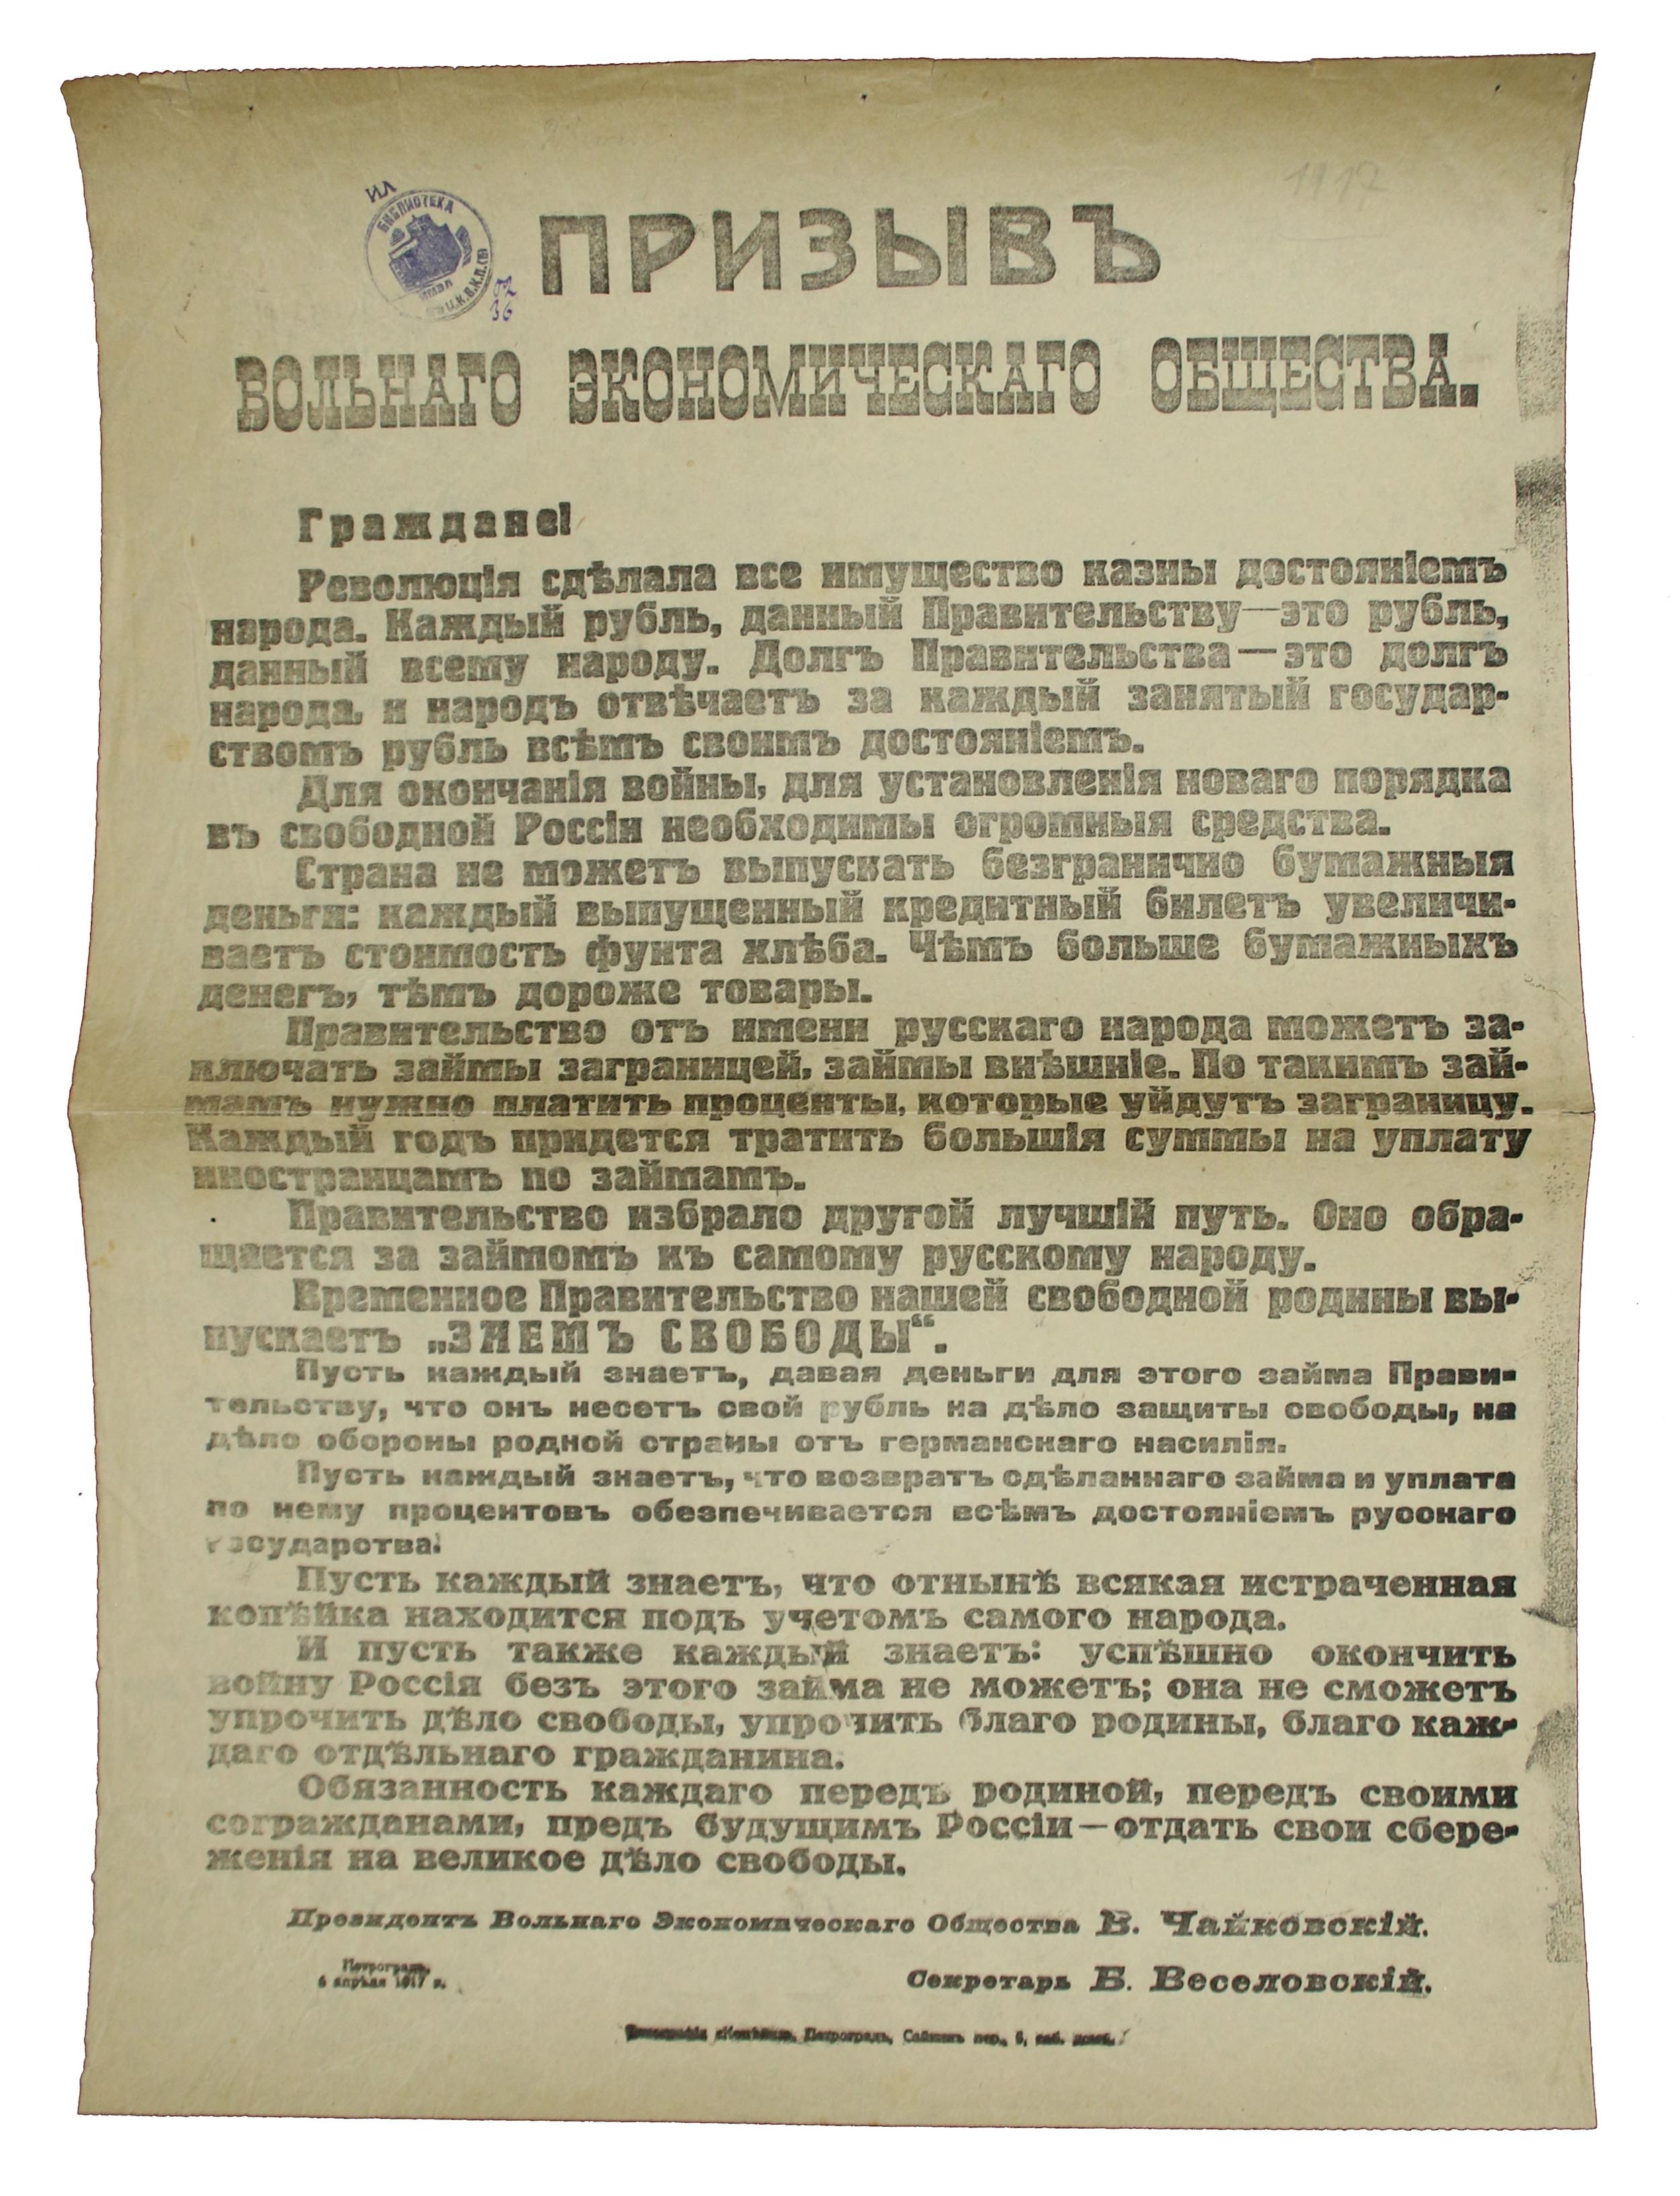 ИЛ
БИБЛИОТЕКА
97
36
1117
ПРИЗЫВЪ
ВОЛЬНАГО ЭКОНОМИЧЕСКАГО ОБЩЕСТВА.
Граждане!
Революція сдѣлала все имущество казны достояніемъ
народа. Каждый рубль, данный Правительству—это рубль,
данный всему народу. Долгъ Правительства—это долгъ
народа, и народъ отвѣчаетъ за каждый занятый государ-
ствомъ рубль всѣмъ своимъ достояніемъ.
Для окончанія войны, для установленія новаго порядка
въ свободной Россіи необходимы огромныя средства.
Страна не можетъ выпускать безгранично бумажныя
деньги: каждый выпущенный кредитный билетъ увеличи-
ваетъ стоимость фунта хлѣба. Чѣмъ больше бумажныхъ
денегъ, тѣмъ дороже товары.
Правительство отъ имени русскаго народа можетъ за-
ключать займы заграницей, займы внѣшніе. По такимъ зай-
мамъ нужно платить проценты, которые уйдутъ заграницу.
Каждый годъ придется тратить большія суммы на уплату
иностранцамъ по займамъ.
Правительство избрало другой лучшій путь. Оно обра-
щается за займомъ къ самому русскому народу.
Временное Правительство нашей свободной родины вы-
пускаетъ „ЗАЕМЪ СВОБОДЫ“.
Пусть каждый знаетъ, давая деньги для этого займа Прави-
тельству, что онъ несетъ свой рубль на дѣло защиты свободы, на
дѣло обороны родной страны отъ германскаго насилія.
Пусть каждый знаетъ, что возвратъ сдѣланнаго займа и уплата
по нему процентовъ обезпечивается всѣмъ достояніемъ русскаго
государства.
Пусть каждый знаетъ, что отнынѣ всякая истраченная
копѣйка находится подъ учетомъ самого народа.
И пусть также каждый знаетъ: успѣшно окончить
войну Россія безъ этого займа не можетъ; она не сможетъ
упрочить дѣло свободы, упрочить благо родины, благо каж-
даго отдѣльнаго гражданина.
Обязанность каждаго передъ родиной, передъ своими
согражданами, предъ будущимъ Россіи—отдать свои сбере-
женія на великое дѣло свободы.
Президентъ Вольнаго Экономическаго Общества В. Чайковскій.
Петроградъ,
6 апрѣля 1917 г.
Секретарь Б. Веселовскій.
Петроградъ,